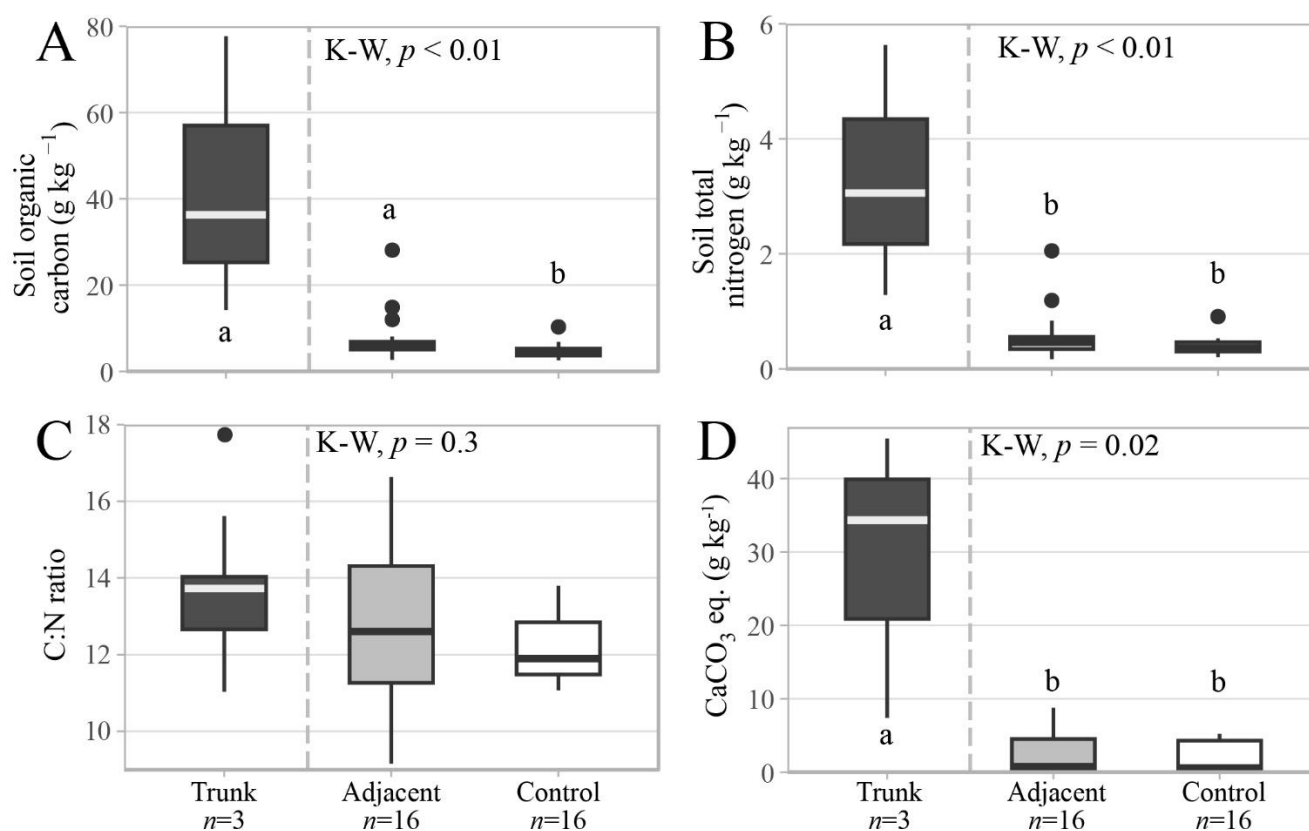 A
Soil organic
carbon (g kg⁻¹)
80
60
40
20
0
K-W, p < 0.01
a
a
b
B
Soil total
nitrogen (g kg⁻¹)
6
4
2
0
K-W, p < 0.01
a
b
b
C
C:N ratio
18
16
14
12
10
K-W, p = 0.3
Trunk
n=3
Adjacent
n=16
Control
n=16
D
CaCO₃ eq. (g kg⁻¹)
40
30
20
10
0
K-W, p = 0.02
a
b
b
Trunk
n=3
Adjacent
n=16
Control
n=16